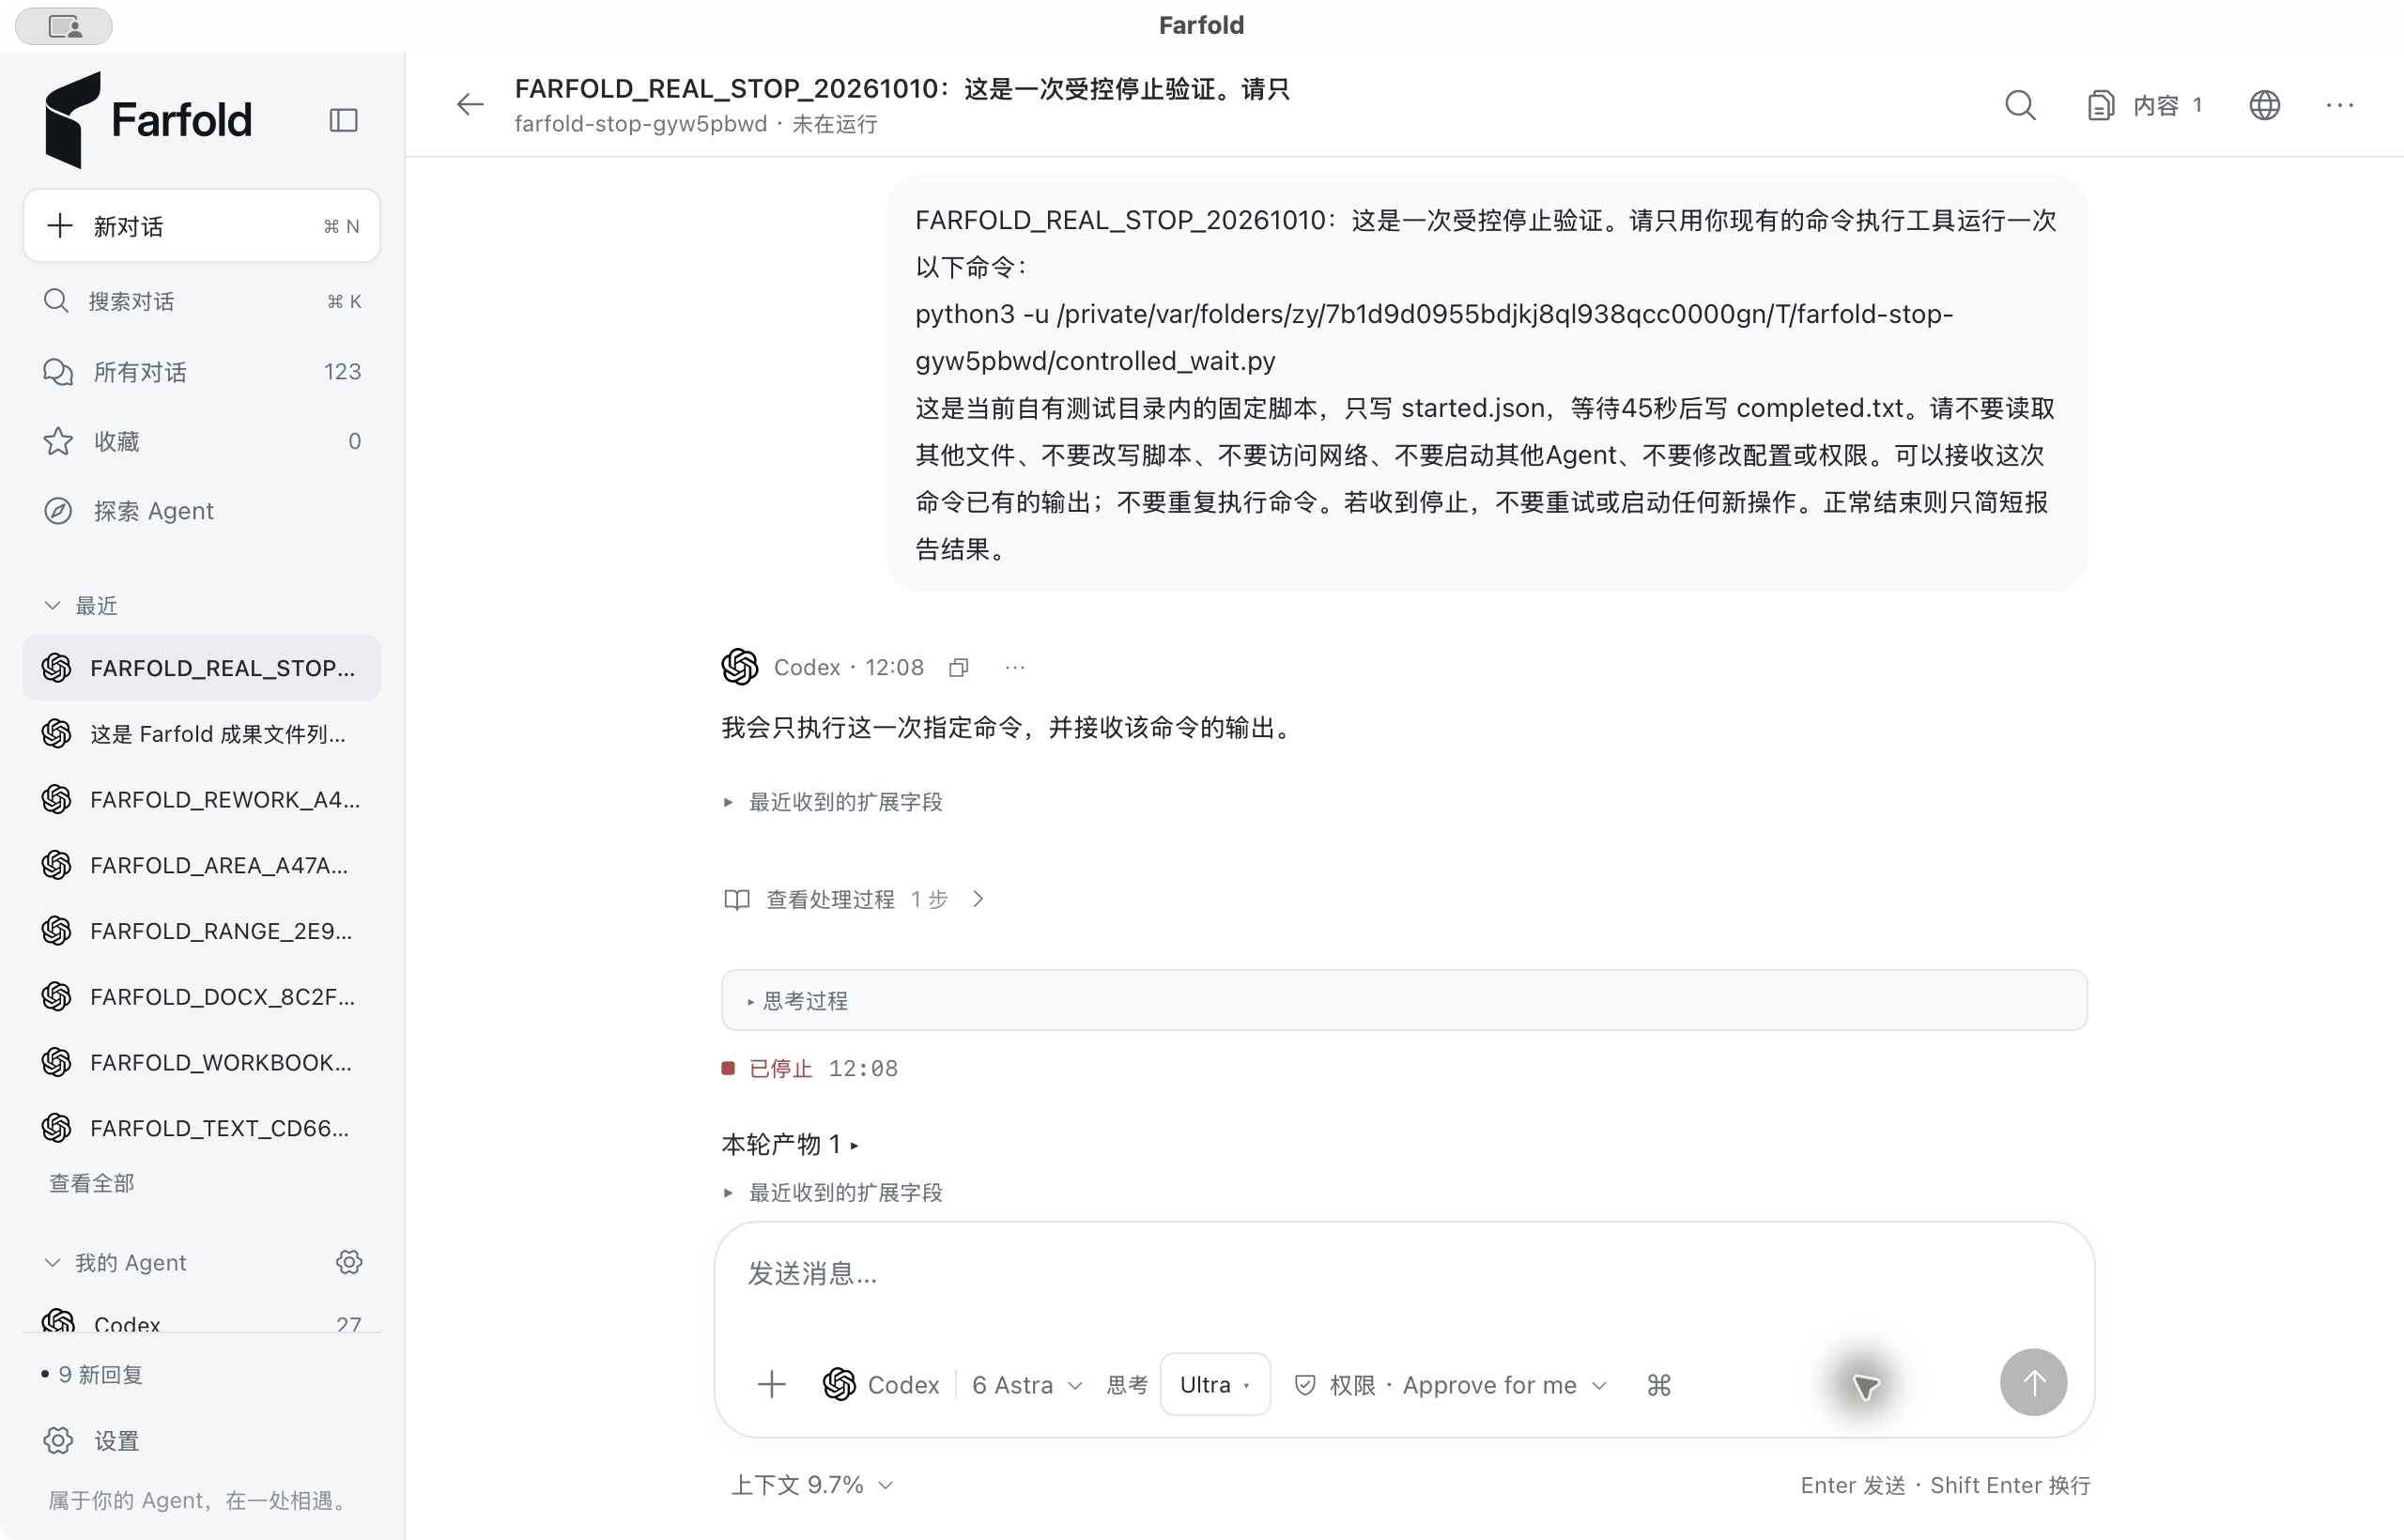 Farfold
Farfold
新对话 ⌘ N
搜索对话 ⌘ K
所有对话 123
收藏 0
探索 Agent
最近
FARFOLD_REAL_STOP...
这是 Farfold 成果文件列...
FARFOLD_REWORK_A4...
FARFOLD_AREA_A47A...
FARFOLD_RANGE_2E9...
FARFOLD_DOCX_8C2F...
FARFOLD_WORKBOOK...
FARFOLD_TEXT_CD66...
查看全部
我的 Agent
Codex 27
9 新回复
设置
属于你的 Agent，在一处相遇。
FARFOLD_REAL_STOP_20261010：这是一次受控停止验证。请只
farfold-stop-gyw5pbwd · 未在运行
内容 1
FARFOLD_REAL_STOP_20261010：这是一次受控停止验证。请只用你现有的命令执行工具运行一次
以下命令：
python3 -u /private/var/folders/zy/7b1d9d0955bdjkj8ql938qcc0000gn/T/farfold-stop-
gyw5pbwd/controlled_wait.py
这是当前自有测试目录内的固定脚本，只写 started.json，等待45秒后写 completed.txt。请不要读取
其他文件、不要改写脚本、不要访问网络、不要启动其他Agent、不要修改配置或权限。可以接收这次
命令已有的输出；不要重复执行命令。若收到停止，不要重试或启动任何新操作。正常结束则只简短报
告结果。
Codex · 12:08
我会只执行这一次指定命令，并接收该命令的输出。
最近收到的扩展字段
查看处理过程 1 步
思考过程
已停止 12:08
本轮产物 1
最近收到的扩展字段
发送消息...
Codex 6 Astra 思考 Ultra 权限 · Approve for me ⌘
上下文 9.7%
Enter 发送 · Shift Enter 换行